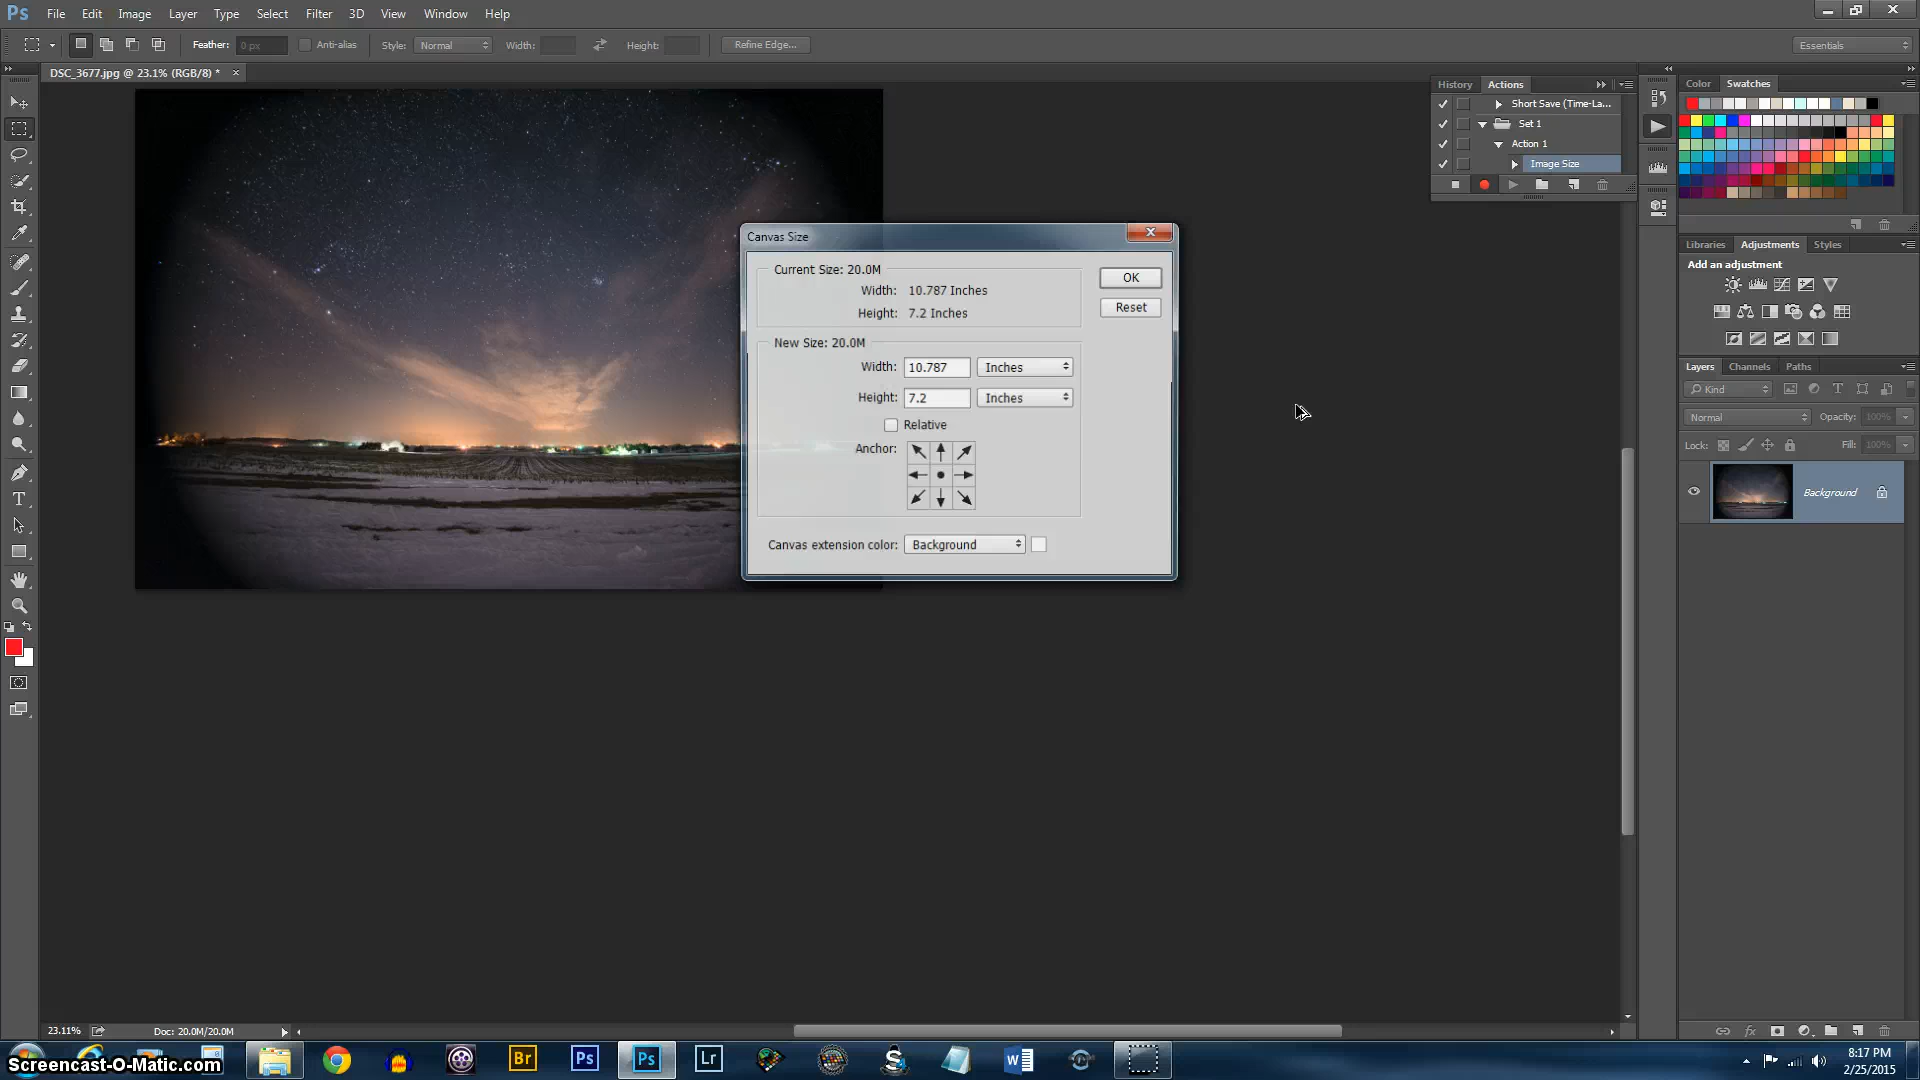 Ps File Edit Image Layer Type Select Filter 3D View Window Help
Feather: 0 px Anti-alias Style: Normal Width: Height: Refine Edge... Essentials
DSC_3677.jpg @ 23.1% (RGB/8) * ×
History Actions
Short Save (Time-La...
Set 1
Action 1
Image Size
Color Swatches
Libraries Adjustments Styles
Add an adjustment
Layers Channels Paths
Kind
Normal Opacity: 100%
Lock: Fill: 100%
Background
Canvas Size
Current Size: 20.0M
Width: 10.787 Inches
Height: 7.2 Inches
OK
Reset
New Size: 20.0M
Width: 10.787 Inches
Height: 7.2 Inches
Relative
Anchor:
Canvas extension color: Background
T
23.11% Doc: 20.0M/20.0M
Screencast-O-Matic.com
Br Ps Ps Lr S W
8:17 PM
2/25/2015